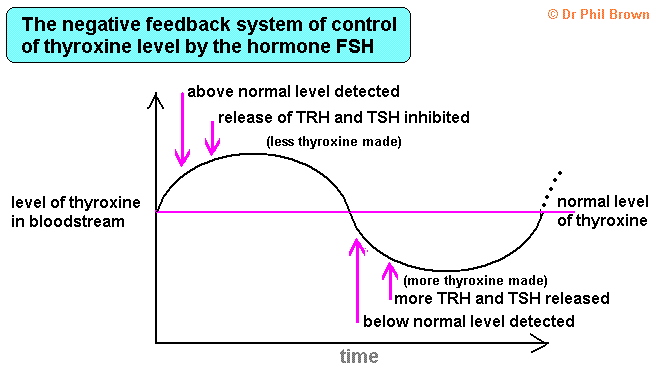 The negative feedback system of control
of thyroxine level by the hormone FSH
© Dr Phil Brown
above normal level detected
release of TRH and TSH inhibited
(less thyroxine made)
level of thyroxine
in bloodstream
normal level
of thyroxine
(more thyroxine made)
more TRH and TSH released
below normal level detected
time